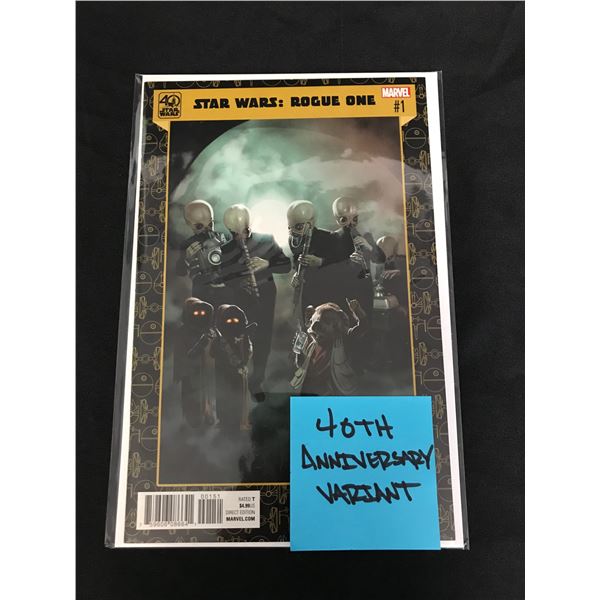 40
STAR WARS
STAR WARS: ROGUE ONE
MARVEL
#1
40TH
ANNIVERSARY
VARIANT
00151
RATED T
$4.99US
DIRECT EDITION
MARVEL.COM